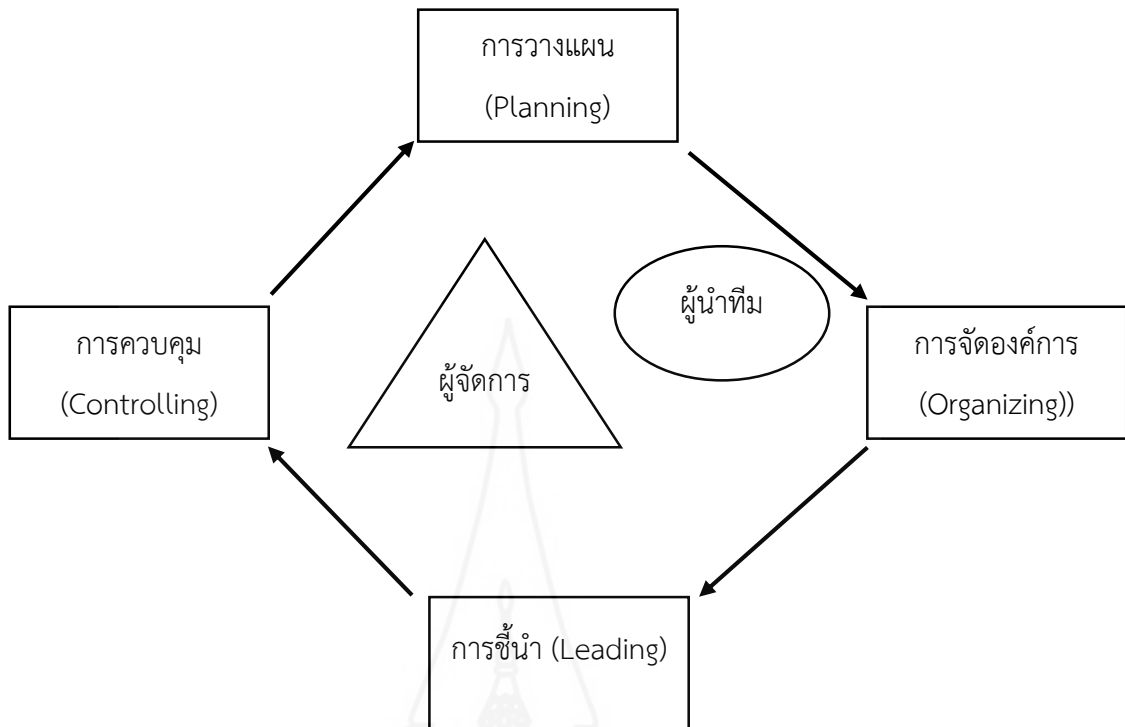 การวางแผน
(Planning)
ผู้นำทีม
การควบคุม
(Controlling)
ผู้จัดการ
การจัดองค์การ
(Organizing))
การชี้นำ (Leading)